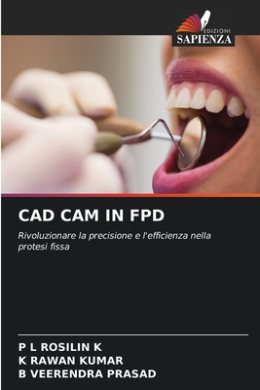 EDIZIONI
SAPIENZA
CAD CAM IN FPD
Rivoluzionare la precisione e l'efficienza nella
protesi fissa
P L ROSILIN K
K RAWAN KUMAR
B VEERENDRA PRASAD